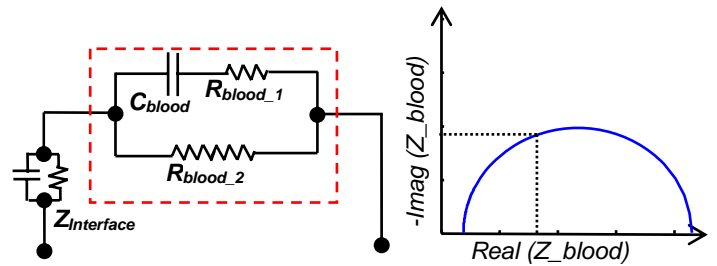 C_blood
R_blood_1
R_blood_2
Z_Interface
-Imag (Z_blood)
Real (Z_blood)